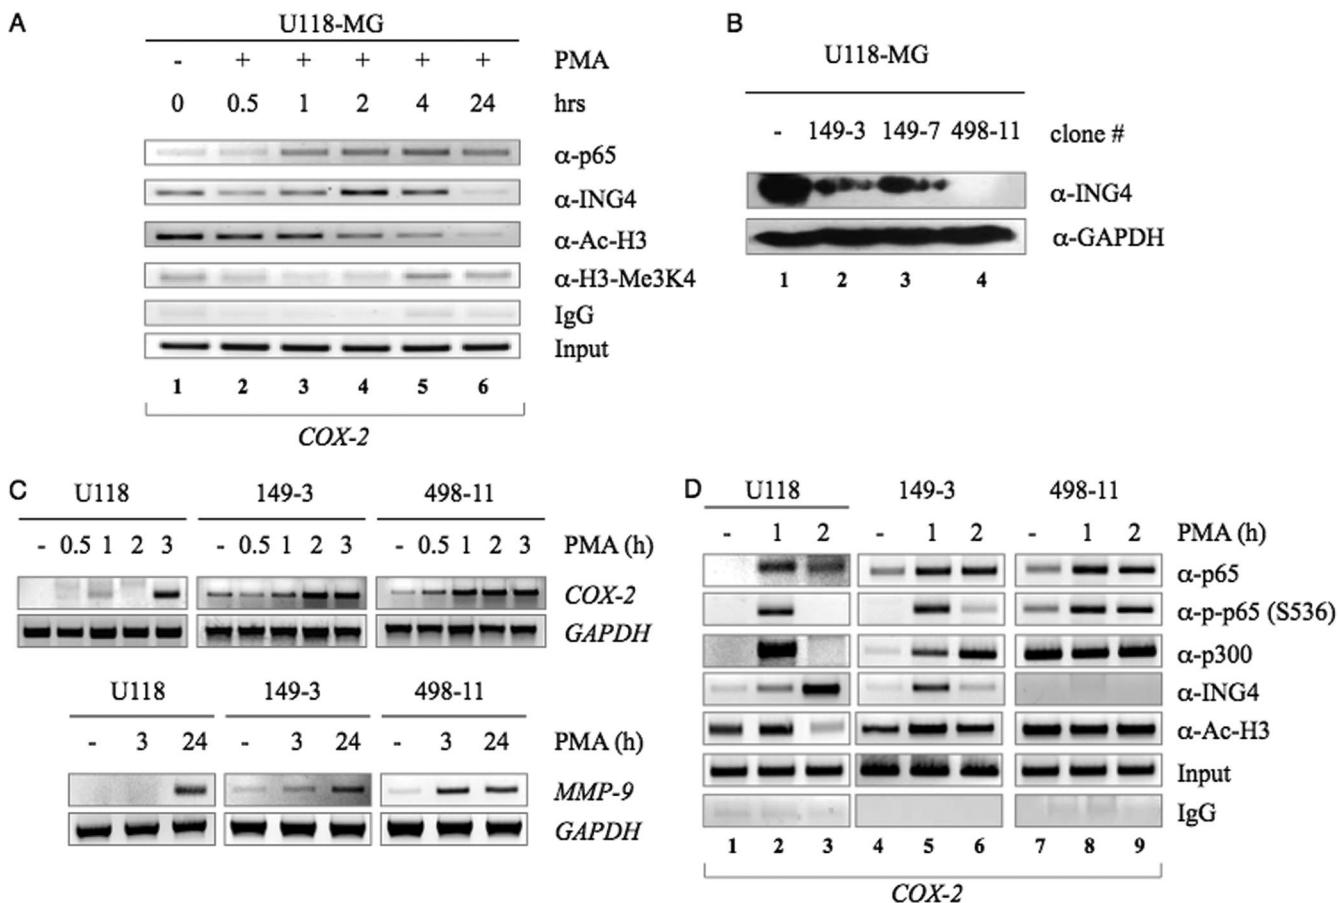 A
U118-MG
- + + + + + PMA
0 0.5 1 2 4 24 hrs
α-p65
α-ING4
α-Ac-H3
α-H3-Me3K4
IgG
Input
1 2 3 4 5 6
COX-2
B
U118-MG
- 149-3 149-7 498-11 clone #
α-ING4
α-GAPDH
1 2 3 4
C
U118 149-3 498-11
- 0.5 1 2 3 - 0.5 1 2 3 - 0.5 1 2 3 PMA (h)
COX-2
GAPDH
U118 149-3 498-11
- 3 24 - 3 24 - 3 24 PMA (h)
MMP-9
GAPDH
D
U118 149-3 498-11
- 1 2 - 1 2 - 1 2 PMA (h)
α-p65
α-p-p65 (S536)
α-p300
α-ING4
α-Ac-H3
Input
IgG
1 2 3 4 5 6 7 8 9
COX-2